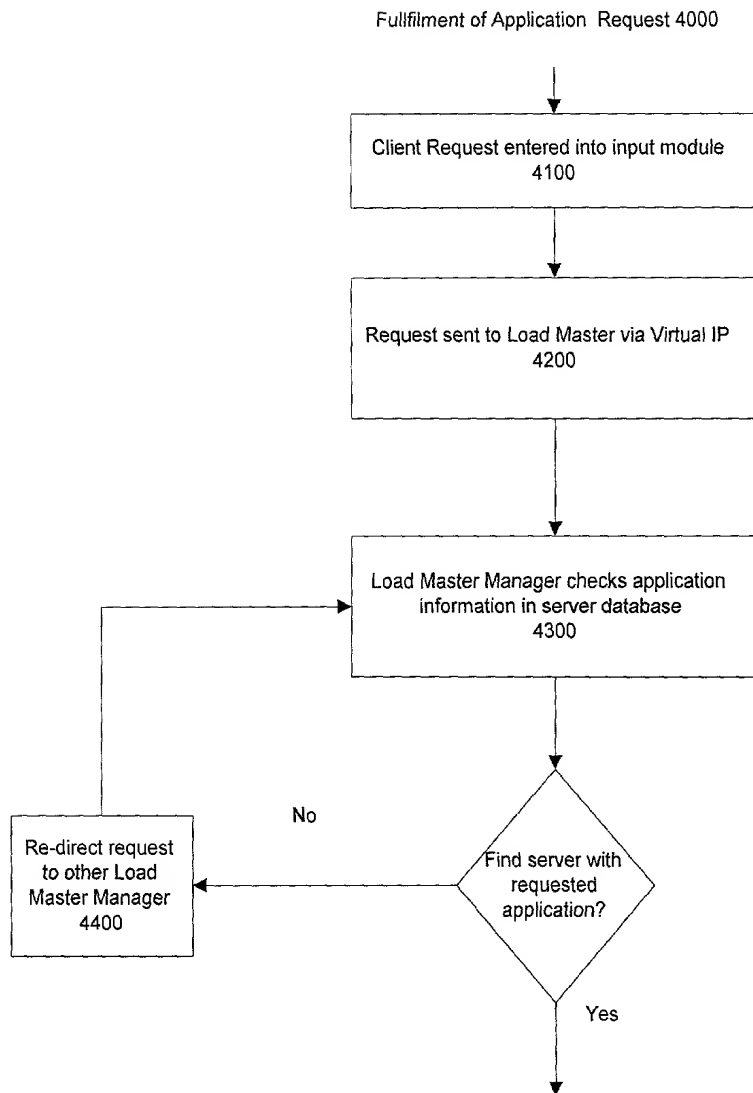 Fullfilment of Application Request 4000
Client Request entered into input module
4100
Request sent to Load Master via Virtual IP
4200
Load Master Manager checks application
information in server database
4300
No
Re-direct request
to other Load
Master Manager
4400
Find server with
requested
application?
Yes